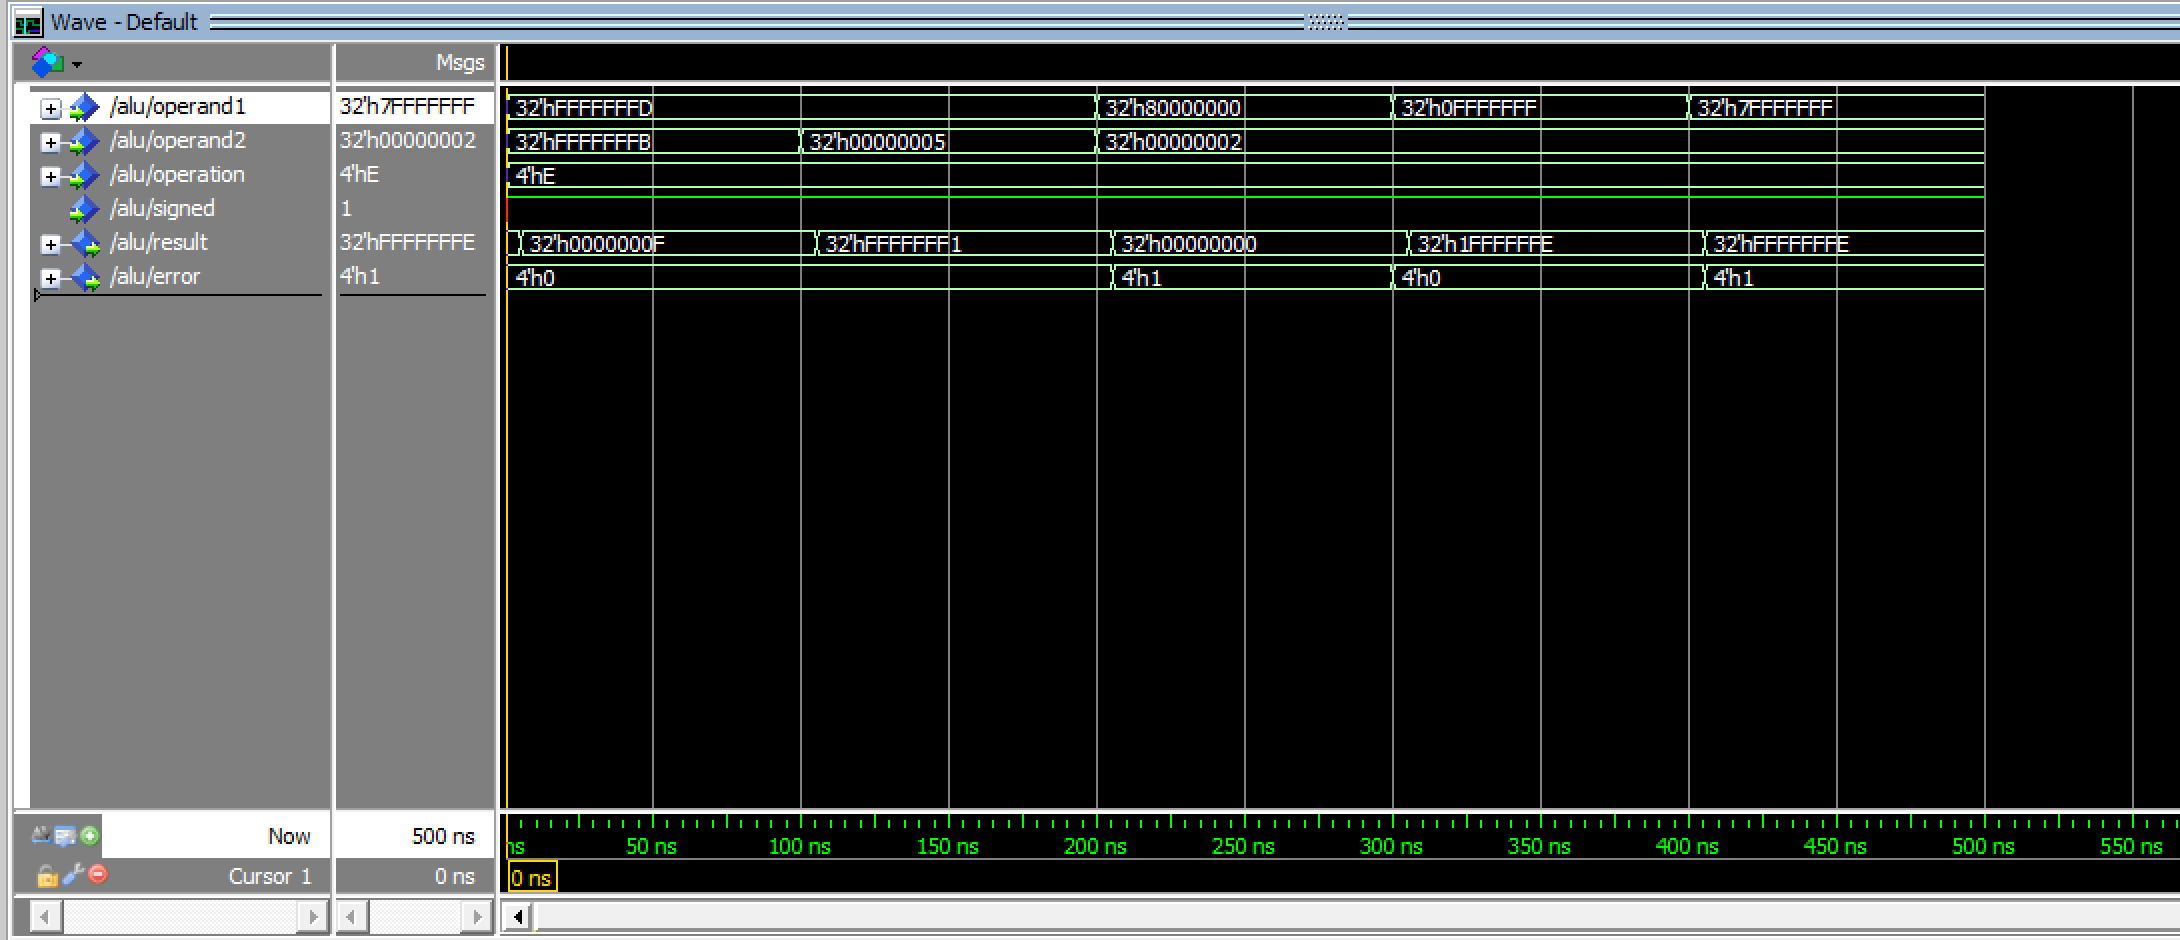 Wave - Default
Msgs
/alu/operand1 32'h7FFFFFFF 32'hFFFFFFFD 32'h80000000 32'h0FFFFFFF 32'h7FFFFFFF
/alu/operand2 32'h00000002 32'hFFFFFFFB 32'h00000005 32'h00000002
/alu/operation 4'hE 4'hE
/alu/signed 1
/alu/result 32'hFFFFFFFE 32'h0000000F 32'hFFFFFFF1 32'h00000000 32'h1FFFFFFE 32'hFFFFFFFE
/alu/error 4'h1 4'h0 4'h1 4'h0 4'h1
Now 500 ns ns 50 ns 100 ns 150 ns 200 ns 250 ns 300 ns 350 ns 400 ns 450 ns 500 ns 550 ns
Cursor 1 0 ns 0 ns